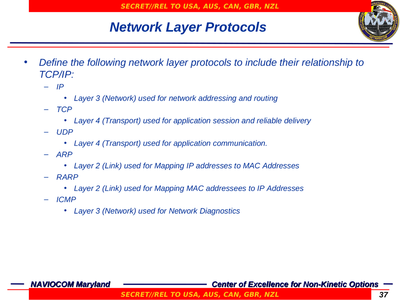 SECRET//REL TO USA, AUS, CAN, GBR, NZL
Network Layer Protocols
• Define the following network layer protocols to include their relationship to
TCP/IP:
– IP
• Layer 3 (Network) used for network addressing and routing
– TCP
• Layer 4 (Transport) used for application session and reliable delivery
– UDP
• Layer 4 (Transport) used for application communication.
– ARP
• Layer 2 (Link) used for Mapping IP addresses to MAC Addresses
– RARP
• Layer 2 (Link) used for Mapping MAC addressees to IP Addresses
– ICMP
• Layer 3 (Network) used for Network Diagnostics
NAVIOCOM Maryland
Center of Excellence for Non-Kinetic Options
SECRET//REL TO USA, AUS, CAN, GBR, NZL
37